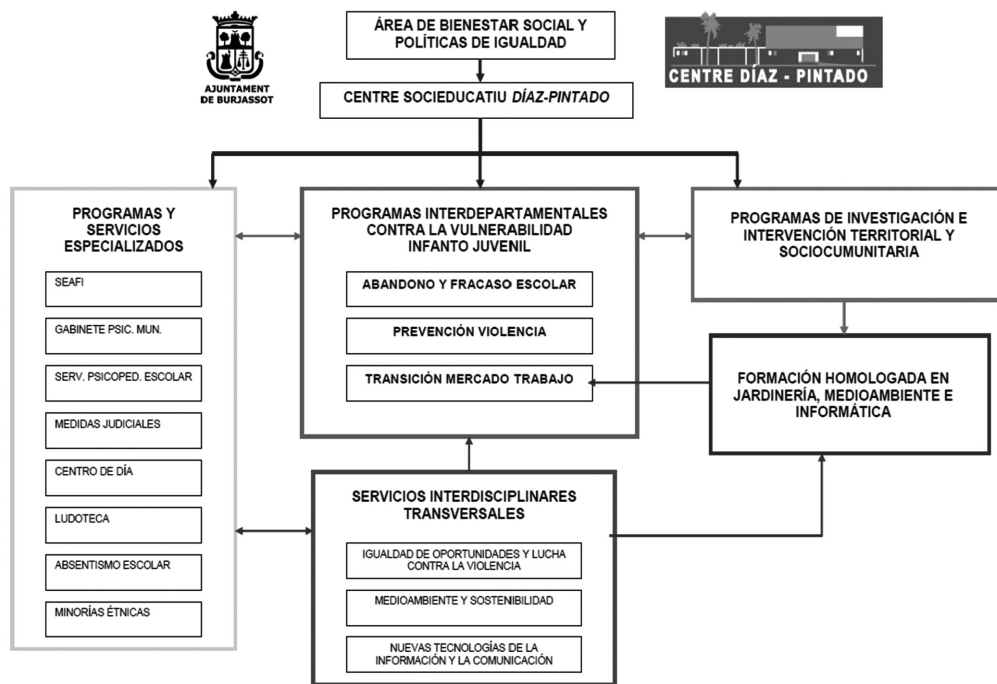 ÁREA DE BIENESTAR SOCIAL Y
POLÍTICAS DE IGUALDAD
AJUNTAMENT
DE BURJASSOT
CENTRE DÍAZ - PINTADO
CENTRE SOCIEDUCATIU DÍAZ-PINTADO
PROGRAMAS Y
SERVICIOS
ESPECIALIZADOS
SEAFI
GABINETE PSIC. MUN.
SERV. PSICOPED. ESCOLAR
MEDIDAS JUDICIALES
CENTRO DE DÍA
LUDOTECA
ABSENTISMO ESCOLAR
MINORÍAS ÉTNICAS
PROGRAMAS INTERDEPARTAMENTALES
CONTRA LA VULNERABILIDAD
INFANTO JUVENIL
ABANDONO Y FRACASO ESCOLAR
PREVENCIÓN VIOLENCIA
TRANSICIÓN MERCADO TRABAJO
PROGRAMAS DE INVESTIGACIÓN E
INTERVENCIÓN TERRITORIAL Y
SOCIOCUMUNITARIA
FORMACIÓN HOMOLOGADA EN
JARDINERÍA, MEDIOAMBIENTE E
INFORMÁTICA
SERVICIOS INTERDISCIPLINARES
TRANSVERSALES
IGUALDAD DE OPORTUNIDADES Y LUCHA
CONTRA LA VIOLENCIA
MEDIOAMBIENTE Y SOSTENIBILIDAD
NUEVAS TECNOLOGÍAS DE LA
INFORMACIÓN Y LA COMUNICACIÓN